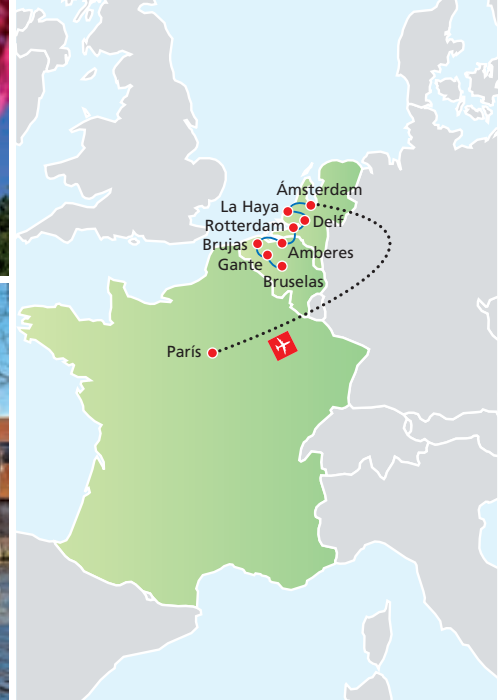 Ámsterdam
La Haya
Delf
Rotterdam
Brujas
Amberes
Gante
Bruselas
París